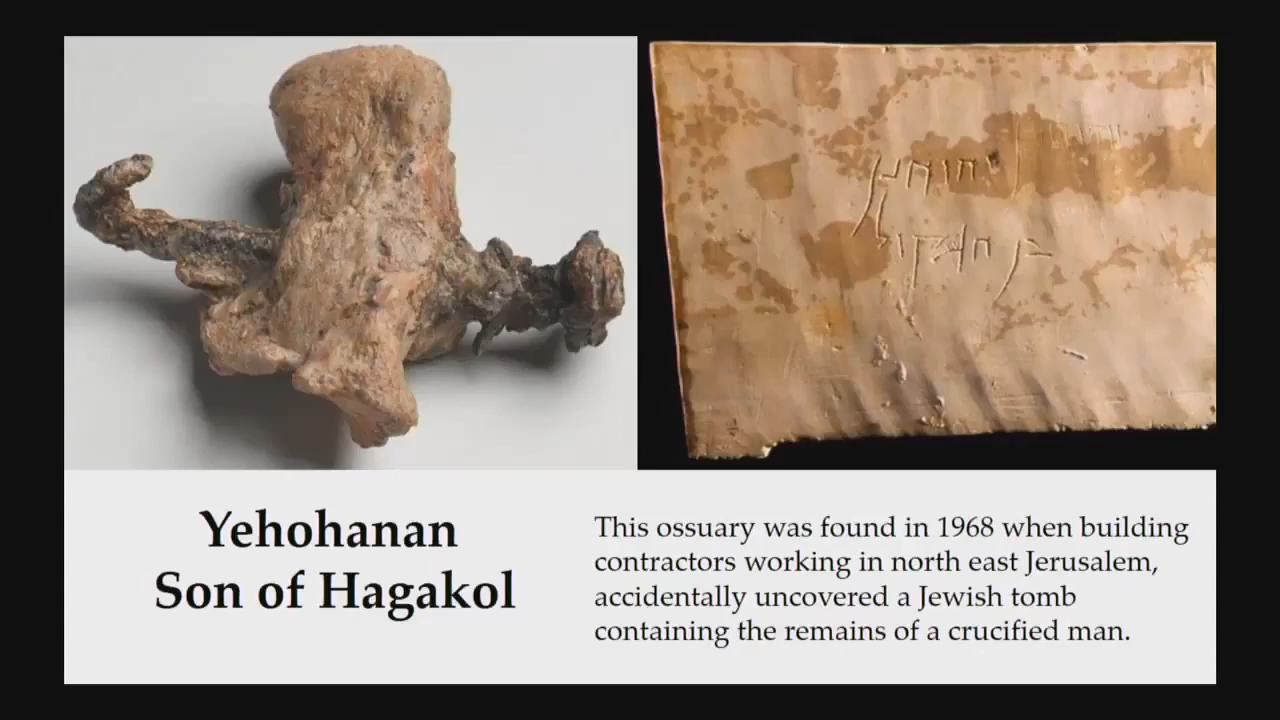 Yehohanan
Son of Hagakol
This ossuary was found in 1968 when building
contractors working in north east Jerusalem,
accidentally uncovered a Jewish tomb
containing the remains of a crucified man.